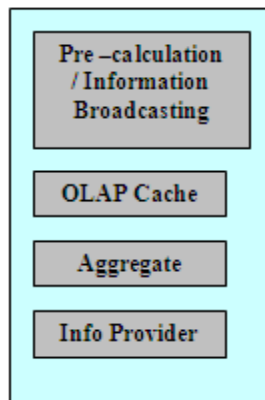 Pre –calculation
/ Information
Broadcasting
OLAP Cache
Aggregate
Info Provider